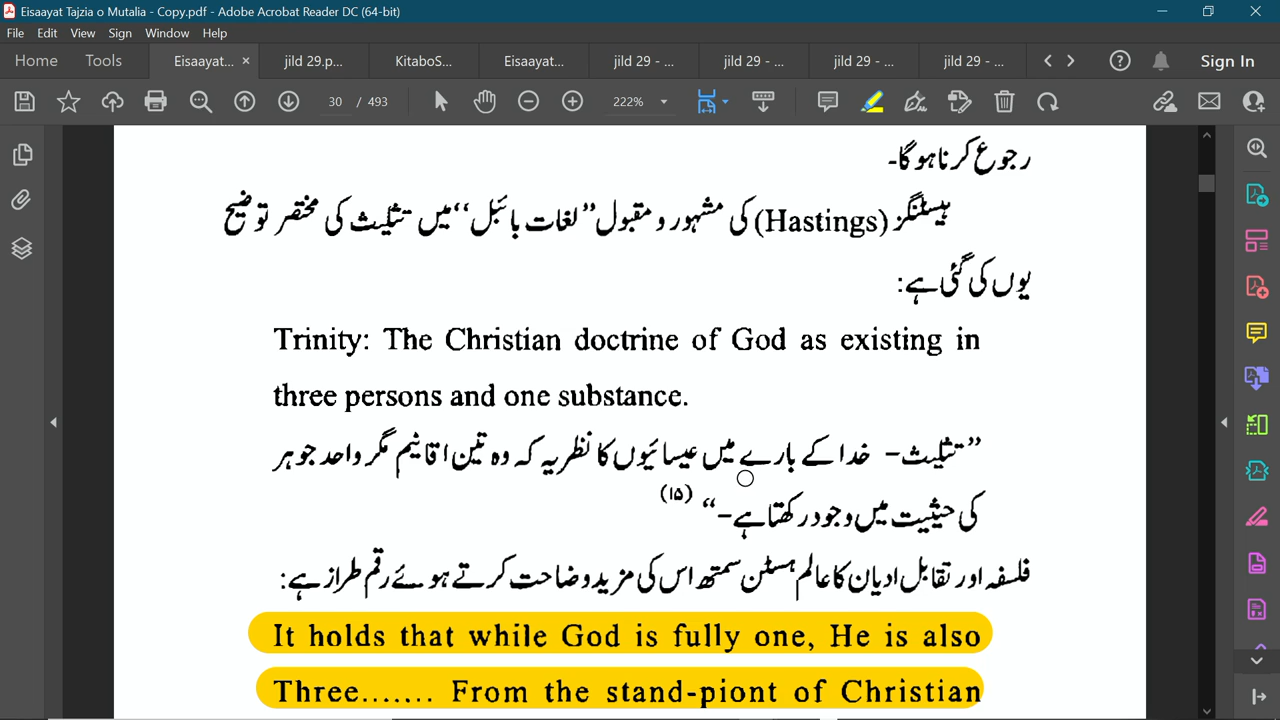 Eisaayat Tajzia o Mutalia - Copy.pdf - Adobe Acrobat Reader DC (64-bit)
File Edit View Sign Window Help
Home Tools Eisaayat... × jild 29.p... KitaboS... Eisaayat... jild 29 - ... jild 29 - ... jild 29 - ... jild 29 - ... Sign In
30 / 493 222%
رجوع کرنا ہو گا۔
ہیسٹنگز (Hastings) کی مشہور و مقبول ”لغات بائبل“ میں تثلیث کی مختصر توضیح
یوں کی گئی ہے:
Trinity: The Christian doctrine of God as existing in
three persons and one substance.
”تثلیث۔ خدا کے بارے میں عیسائیوں کا نظریہ کہ وہ تین اقانیم مگر واحد جوہر
کی حیثیت میں وجود رکھتا ہے۔“ (۱۵)
فلسفہ اور تقابل ادیان کا عالم ہسٹن سمتھ اس کی مزید وضاحت کرتے ہوئے رقم طراز ہے:
It holds that while God is fully one, He is also
Three....... From the stand-piont of Christian